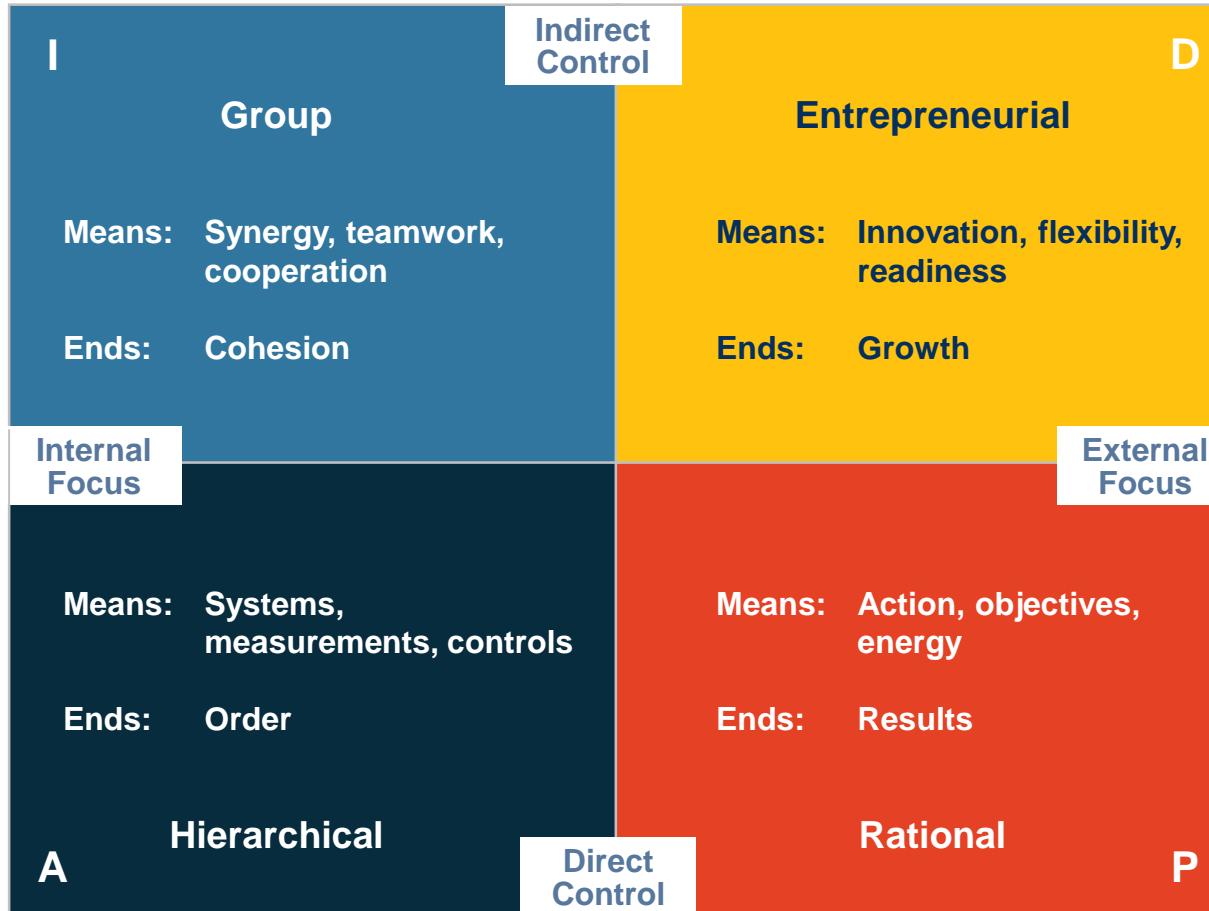 Indirect
Control
I
D
Group
Entrepreneurial
Means: Synergy, teamwork,
cooperation
Ends: Cohesion
Means: Innovation, flexibility,
readiness
Ends: Growth
Internal
Focus
External
Focus
Means: Systems,
measurements, controls
Ends: Order
Hierarchical
A
Means: Action, objectives,
energy
Ends: Results
Rational
P
Direct
Control